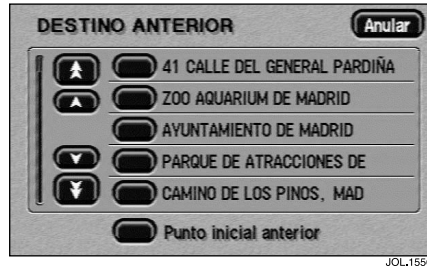 DESTINO ANTERIOR
Anular
41 CALLE DEL GENERAL PARDIÑA
ZOO AQUARIUM DE MADRID
AYUNTAMIENTO DE MADRID
PARQUE DE ATRACCIONES DE
CAMINO DE LOS PINOS, MAD
Punto inicial anterior